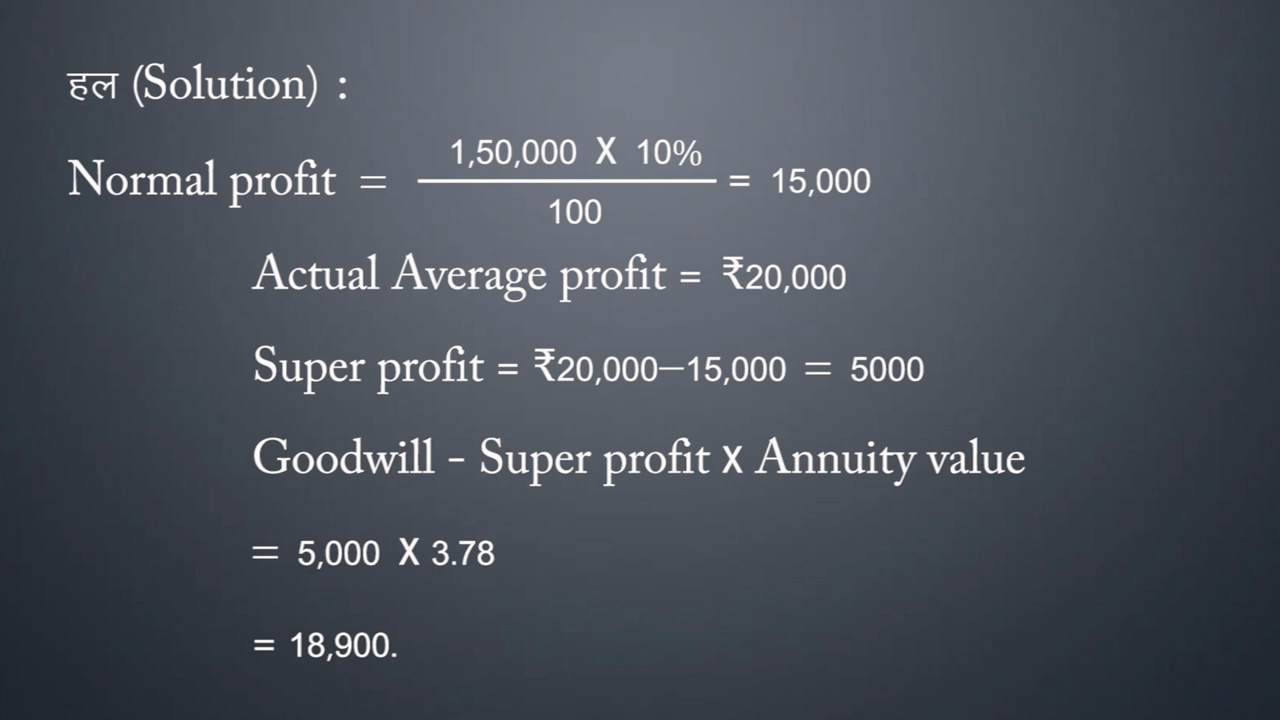 हल (Solution) :
Normal profit = 1,50,000 X 10% / 100 = 15,000
Actual Average profit = ₹20,000
Super profit = ₹20,000–15,000 = 5000
Goodwill - Super profit X Annuity value
= 5,000 X 3.78
= 18,900.